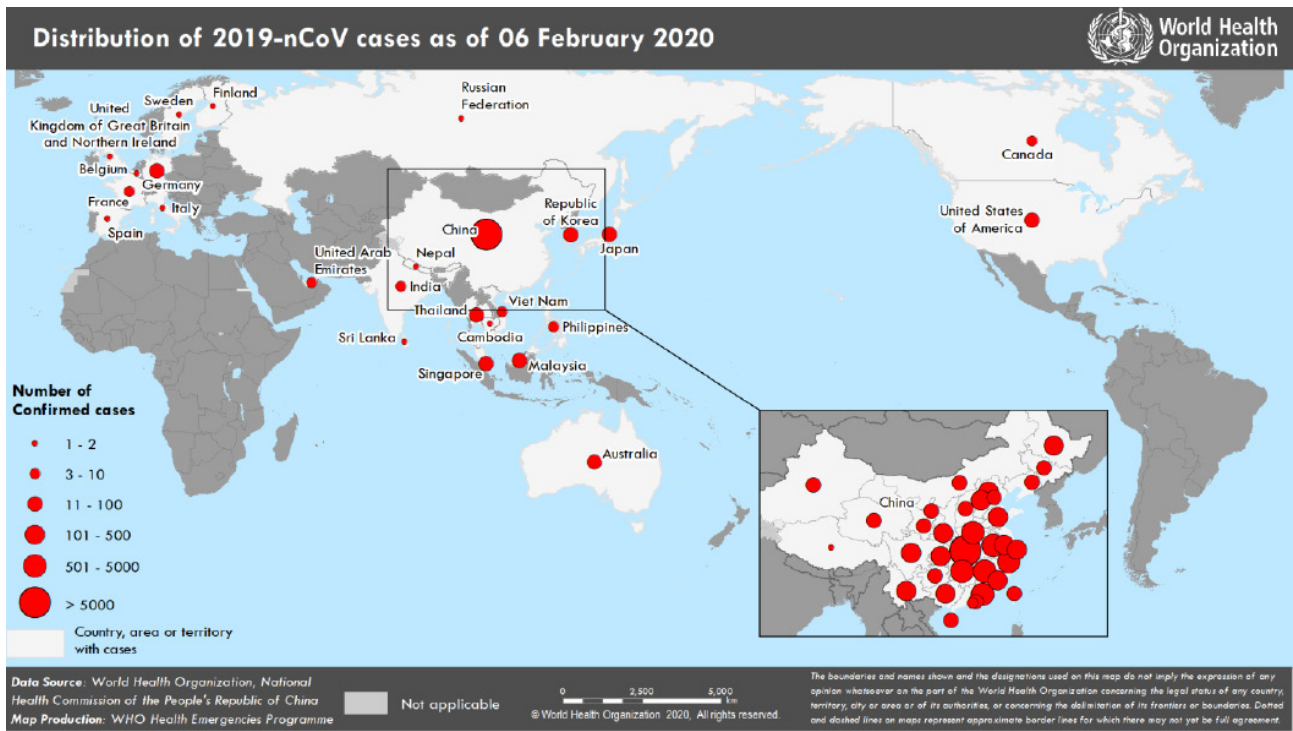 Distribution of 2019-nCoV cases as of 06 February 2020
World Health
Organization
Finland
Sweden
United
Kingdom of Great Britain
and Northern Ireland
Belgium
Germany
France
Italy
Spain
Russian
Federation
Canada
United States
of America
Republic
of Korea
China
Japan
Nepal
United Arab
Emirates
India
Viet Nam
Thailand
Philippines
Cambodia
Sri Lanka
Singapore
Malaysia
Australia
China
Number of
Confirmed cases
1 - 2
3 - 10
11 - 100
101 - 500
501 - 5000
> 5000
Country, area or territory
with cases
Data Source: World Health Organization, National
Health Commission of the People's Republic of China
Map Production: WHO Health Emergencies Programme
Not applicable
0 2,500 5,000
km
© World Health Organization 2020, All rights reserved.
The boundaries and names shown and the designations used on this map do not imply the expression of any
opinion whatsoever on the part of the World Health Organization concerning the legal status of any country,
territory, city or area or of its authorities, or concerning the delimitation of its frontiers or boundaries. Dotted
and dashed lines on maps represent approximate border lines for which there may not yet be full agreement.